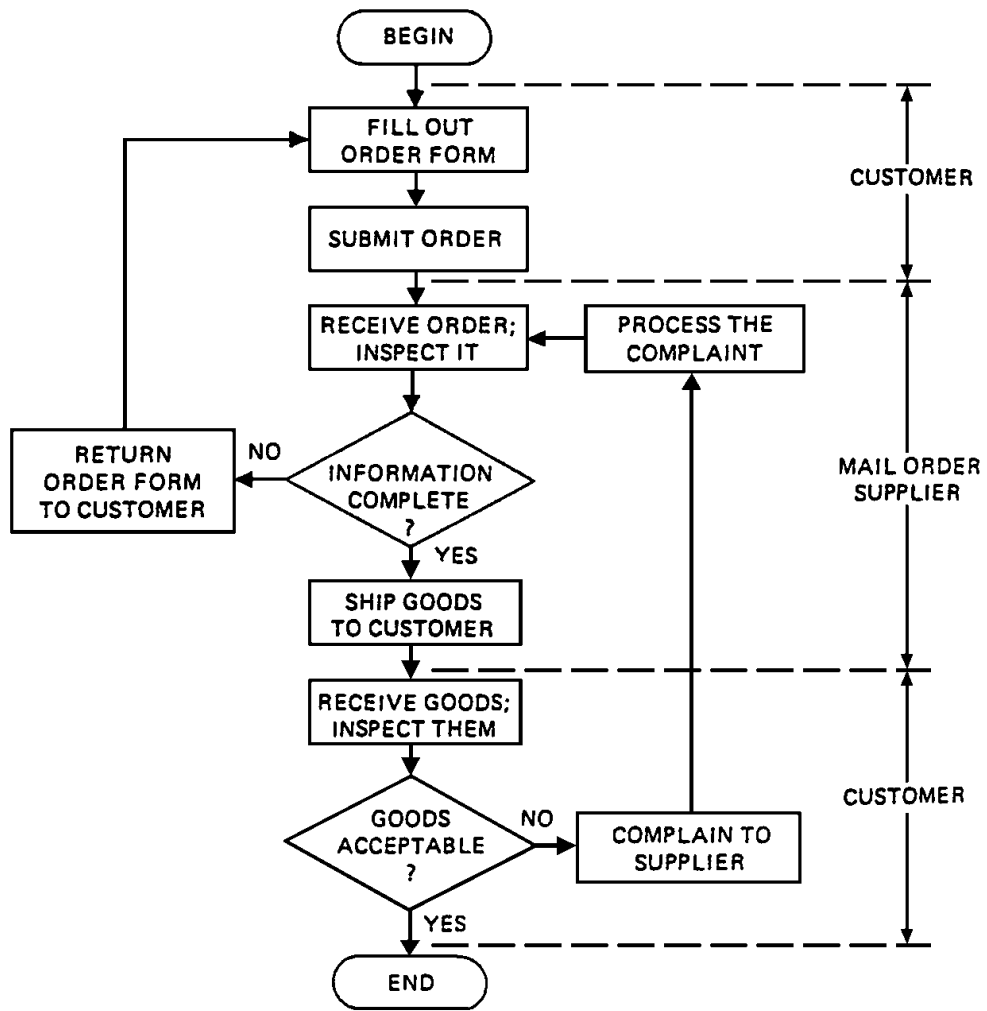 BEGIN
FILL OUT
ORDER FORM
CUSTOMER
SUBMIT ORDER
RECEIVE ORDER;
INSPECT IT
PROCESS THE
COMPLAINT
RETURN
ORDER FORM
TO CUSTOMER
NO
INFORMATION
COMPLETE
?
MAIL ORDER
SUPPLIER
YES
SHIP GOODS
TO CUSTOMER
RECEIVE GOODS;
INSPECT THEM
CUSTOMER
GOODS
ACCEPTABLE
?
NO
COMPLAIN TO
SUPPLIER
YES
END